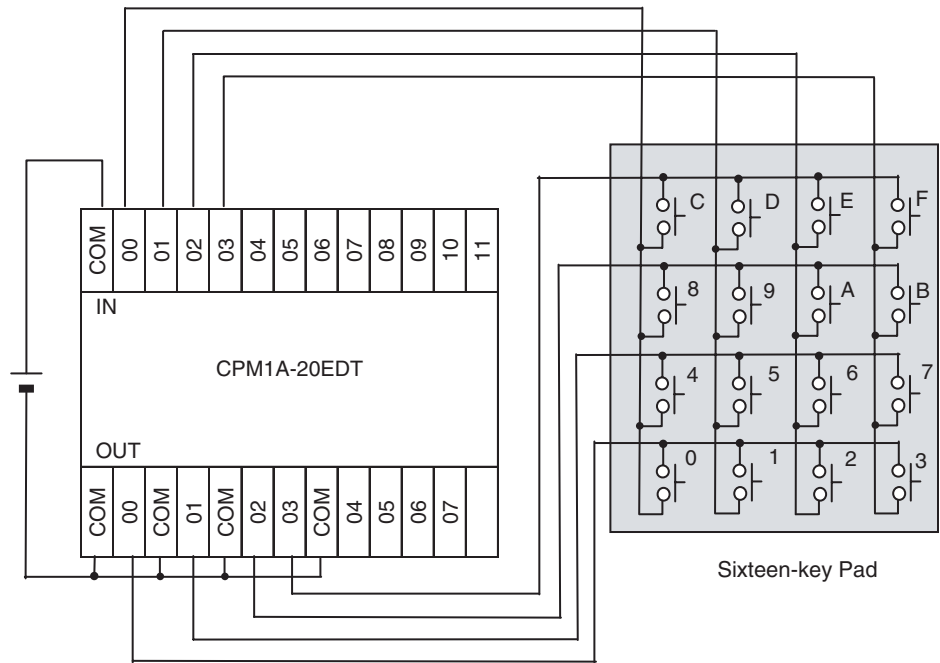 COM 00 01 02 03 04 05 06 07 08 09 10 11
IN
CPM1A-20EDT
OUT
COM 00 COM 01 COM 02 03 COM 04 05 06 07
C D E F
8 9 A B
4 5 6 7
0 1 2 3
Sixteen-key Pad